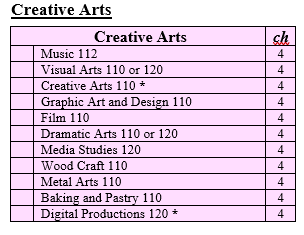 Creative Arts
Creative Arts ch
Music 112 4
Visual Arts 110 or 120 4
Creative Arts 110 * 4
Graphic Art and Design 110 4
Film 110 4
Dramatic Arts 110 or 120 4
Media Studies 120 4
Wood Craft 110 4
Metal Arts 110 4
Baking and Pastry 110 4
Digital Productions 120 * 4